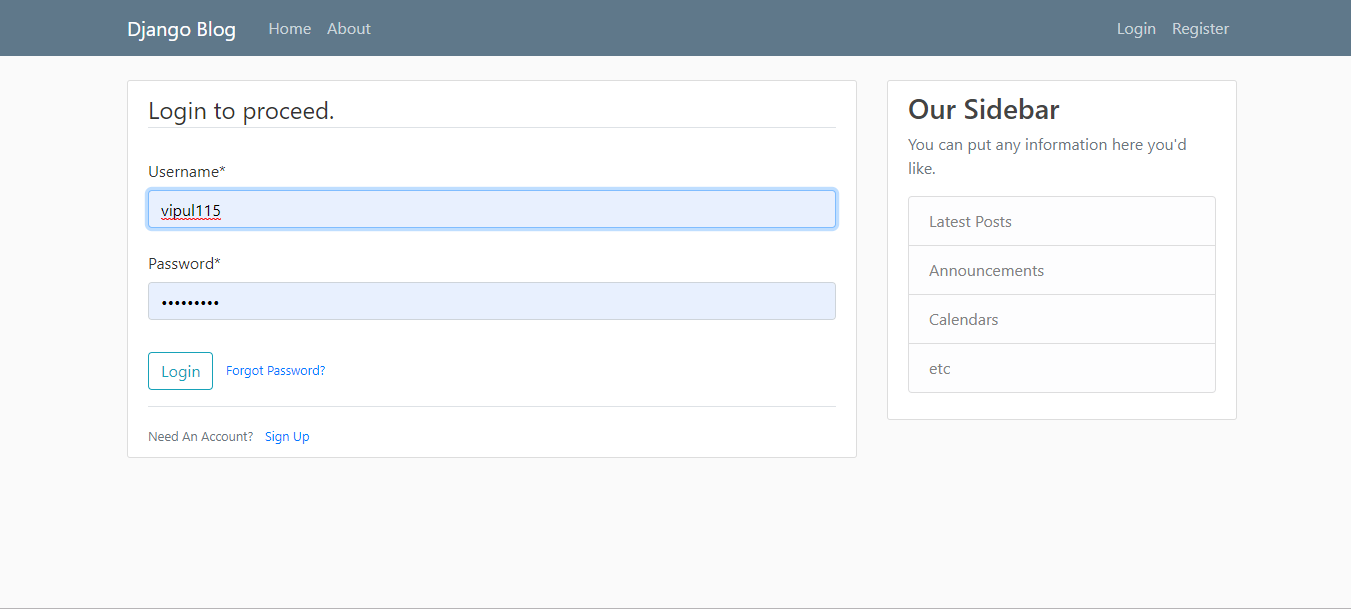 Django Blog Home About Login Register
Login to proceed.
Username*
vipul115
Password*
•••••••••
Login Forgot Password?
Need An Account? Sign Up
Our Sidebar
You can put any information here you'd
like.
Latest Posts
Announcements
Calendars
etc